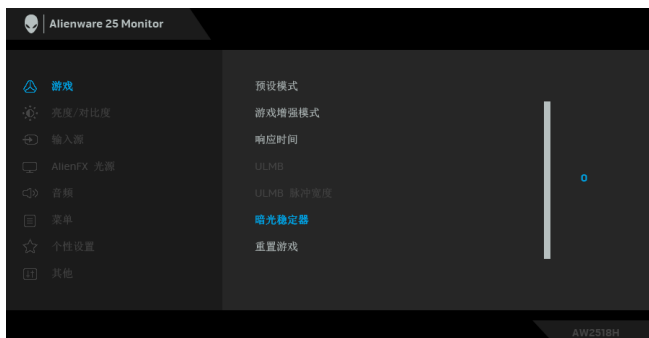 Alienware 25 Monitor
游戏
亮度/对比度
输入源
AlienFX 光源
音频
菜单
个性设置
其他
预设模式
游戏增强模式
响应时间
ULMB
ULMB 脉冲宽度
暗光稳定器
重置游戏
0
AW2518H